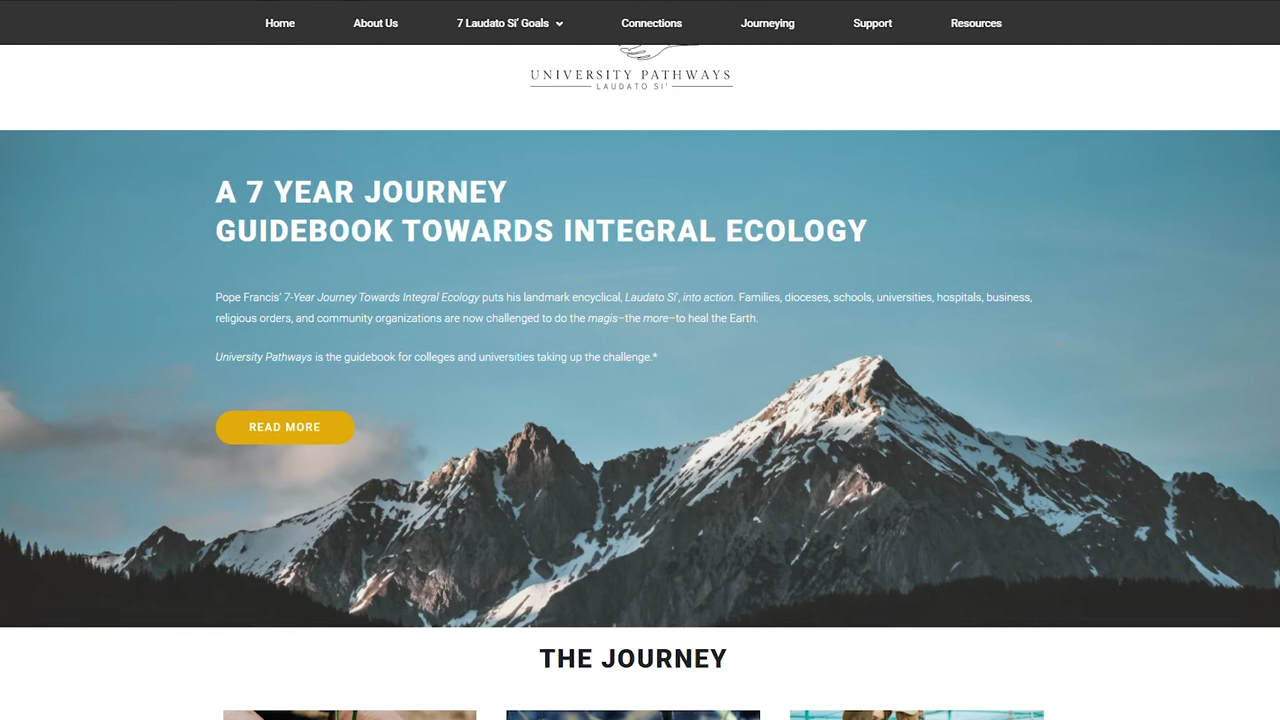 Home About Us 7 Laudato Si' Goals Connections Journeying Support Resources
UNIVERSITY PATHWAYS
LAUDATO SI'
A 7 YEAR JOURNEY
GUIDEBOOK TOWARDS INTEGRAL ECOLOGY
Pope Francis' 7-Year Journey Towards Integral Ecology puts his landmark encyclical, Laudato Si', into action. Families, dioceses, schools, universities, hospitals, business,
religious orders, and community organizations are now challenged to do the magis–the more–to heal the Earth.
University Pathways is the guidebook for colleges and universities taking up the challenge.*
READ MORE
THE JOURNEY